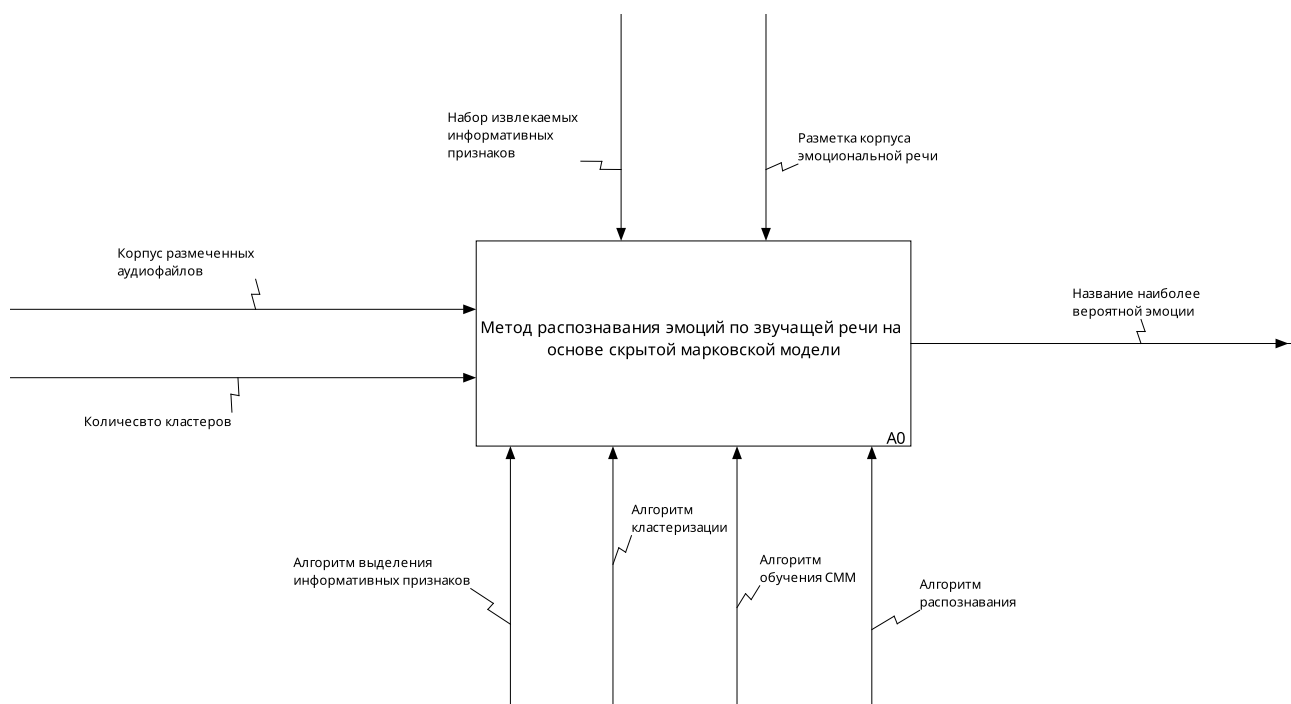 Набор извлекаемых
информативных
признаков
Разметка корпуса
эмоциональной речи
Корпус размеченных
аудиофайлов
Название наиболее
вероятной эмоции
Метод распознавания эмоций по звучащей речи на
основе скрытой марковской модели
Количесвто кластеров
A0
Алгоритм
кластеризации
Алгоритм выделения
информативных признаков
Алгоритм
обучения СММ
Алгоритм
распознавания